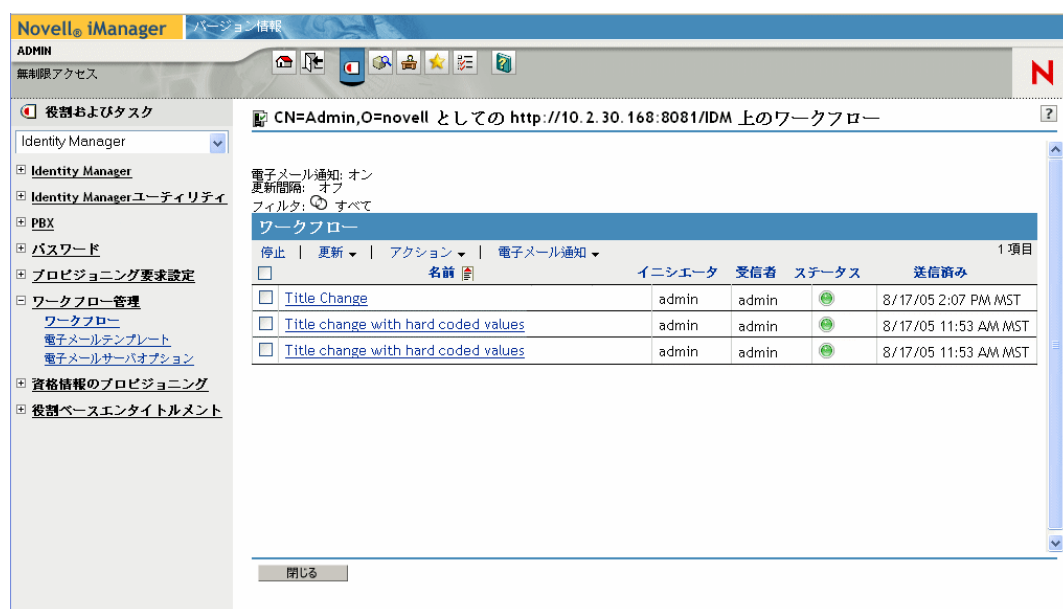 Novell® iManager バージョン情報
ADMIN
無制限アクセス
N
役割およびタスク
Identity Manager
Identity Manager
Identity Managerユーティリティ
PBX
パスワード
プロビジョニング要求設定
ワークフロー管理
ワークフロー
電子メールテンプレート
電子メールサーバオプション
資格情報のプロビジョニング
役割ベースエンタイトルメント
CN=Admin,O=novell としての http://10.2.30.168:8081/IDM 上のワークフロー
?
電子メール通知: オン
更新間隔: オフ
フィルタ: すべて
ワークフロー
停止 | 更新 | アクション | 電子メール通知 1 項目
名前 イニシエータ 受信者 ステータス 送信済み
Title Change admin admin 8/17/05 2:07 PM MST
Title change with hard coded values admin admin 8/17/05 11:53 AM MST
Title change with hard coded values admin admin 8/17/05 11:53 AM MST
閉じる